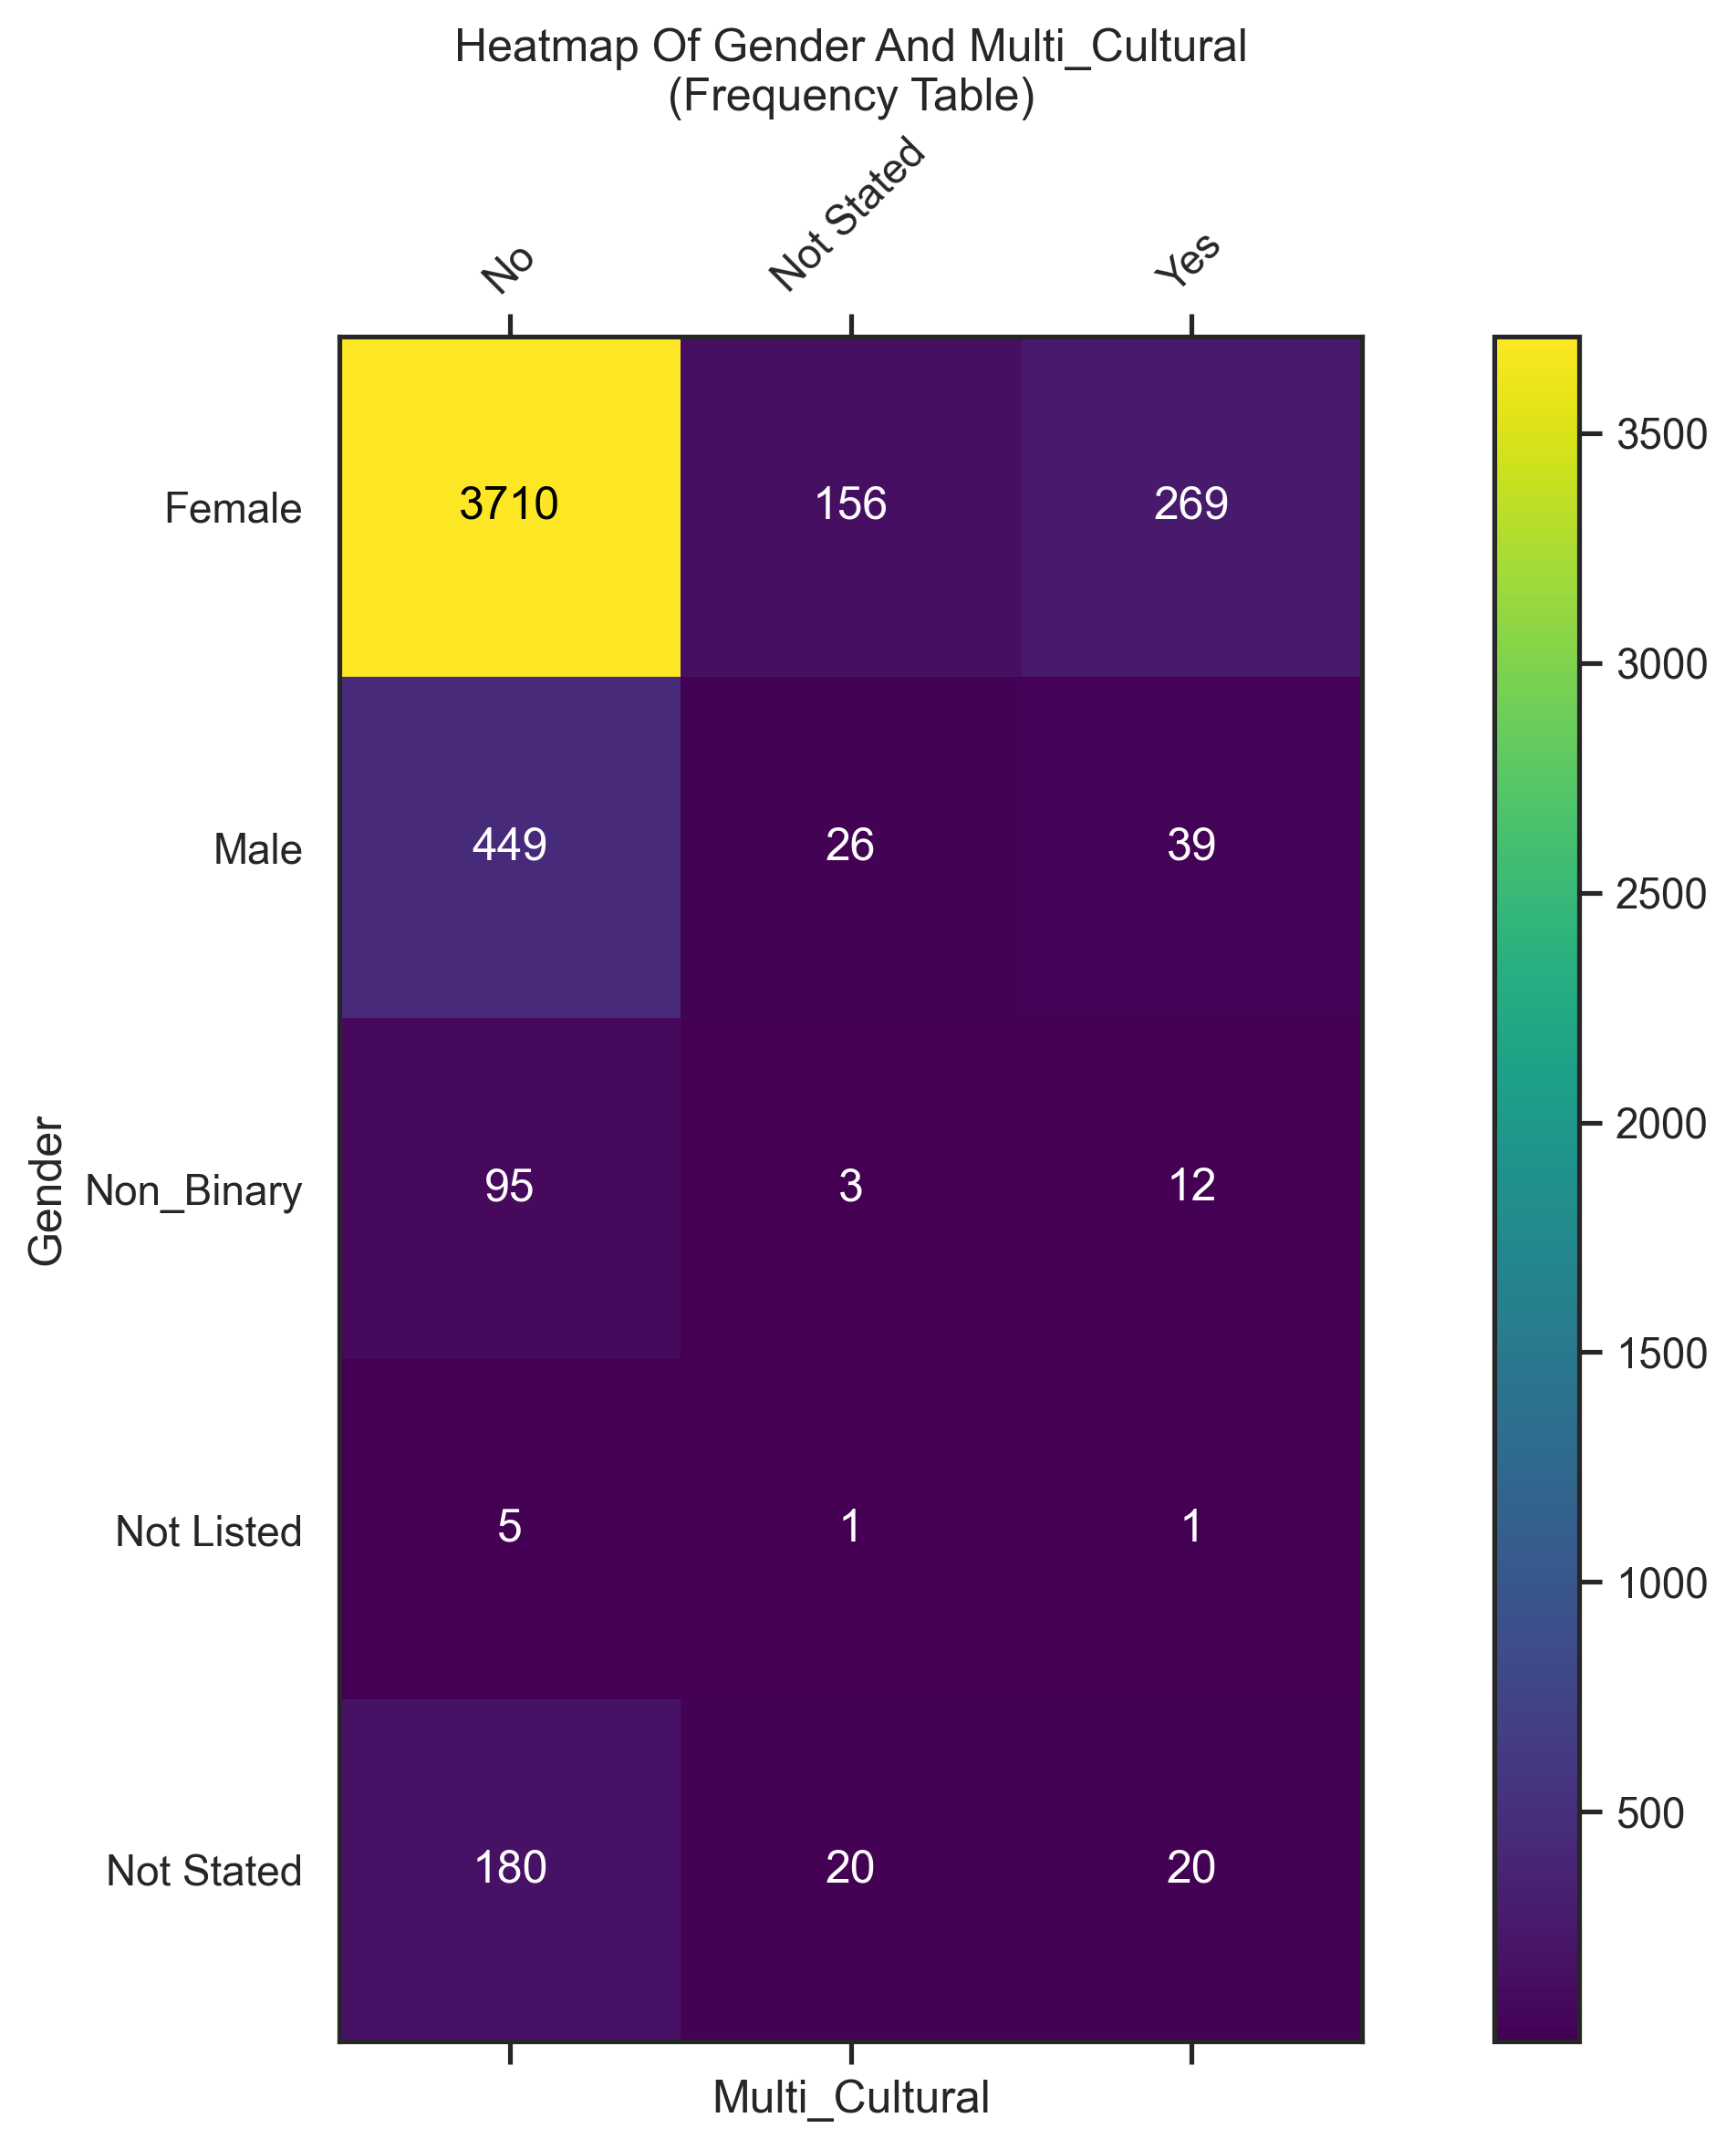 Heatmap Of Gender And Multi_Cultural
(Frequency Table)
No
Not Stated
Yes
Female
3710
156
269
Male
449
26
39
Non_Binary
95
3
12
Not Listed
5
1
1
Not Stated
180
20
20
Gender
Multi_Cultural
3500
3000
2500
2000
1500
1000
500